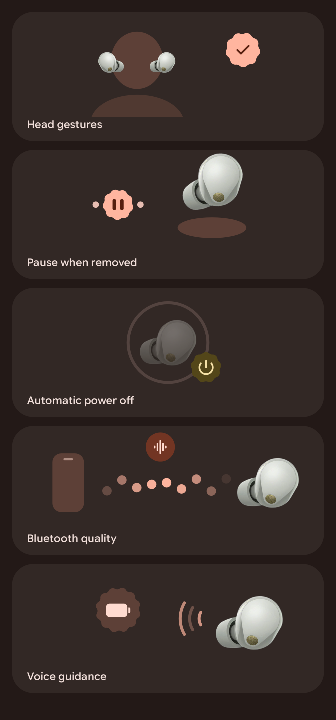 Head gestures
Pause when removed
Automatic power off
Bluetooth quality
Voice guidance